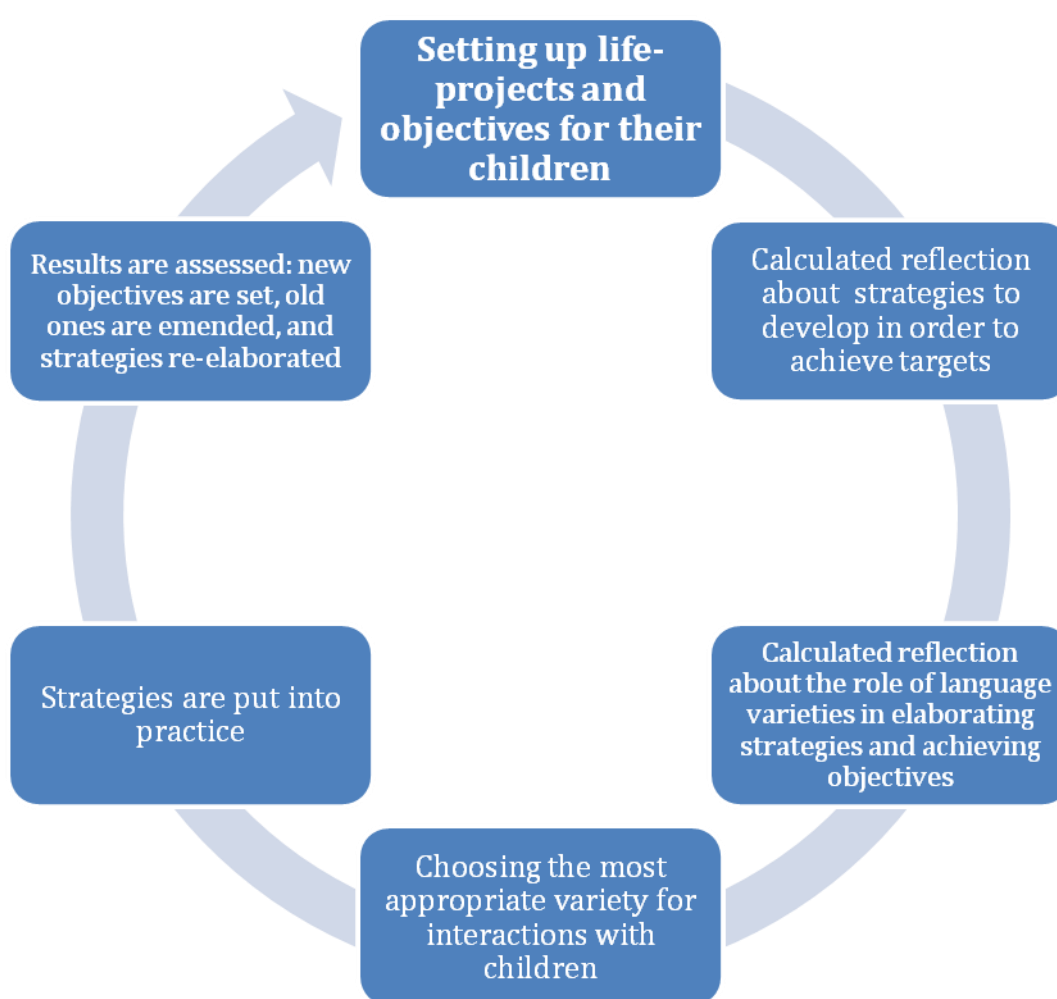 Setting up life-
projects and
objectives for their
children
Calculated reflection
about strategies to
develop in order to
achieve targets
Calculated reflection
about the role of language
varieties in elaborating
strategies and achieving
objectives
Choosing the most
appropriate variety for
interactions with
children
Strategies are put into
practice
Results are assessed: new
objectives are set, old
ones are emended, and
strategies re-elaborated